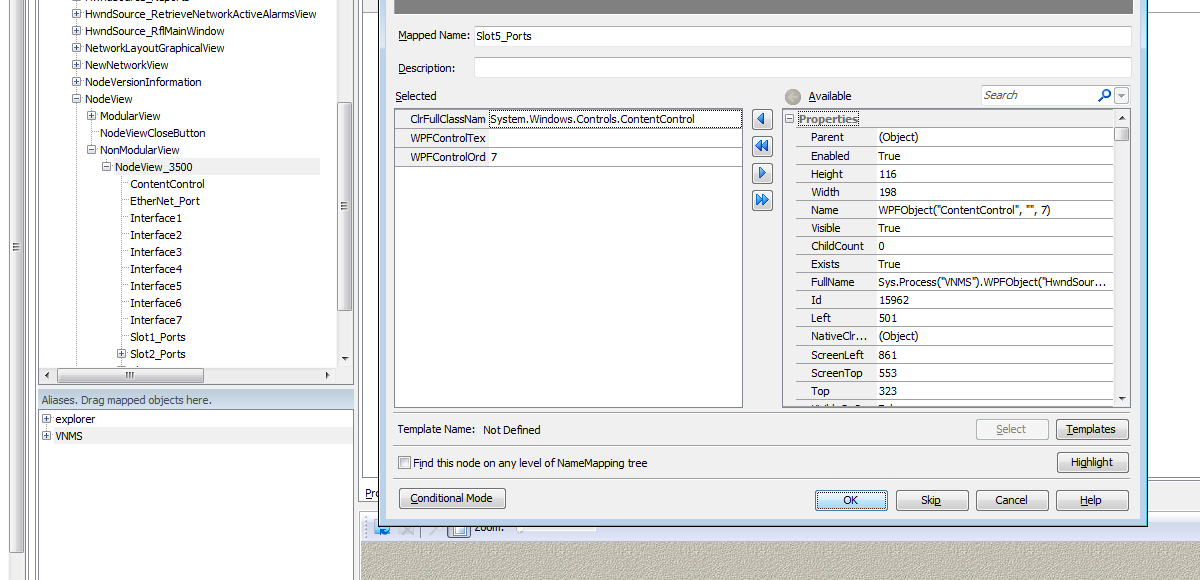 HwndSource_RetrieveNetworkActiveAlarmsView
HwndSource_RflMainWindow
NetworkLayoutGraphicalView
NewNetworkView
NodeVersionInformation
NodeView
ModularView
NodeViewCloseButton
NonModularView
NodeView_3500
ContentControl
EtherNet_Port
Interface1
Interface2
Interface3
Interface4
Interface5
Interface6
Interface7
Slot1_Ports
Slot2_Ports
Aliases. Drag mapped objects here.
explorer
VNMS
Mapped Name: Slot5_Ports
Description:
Selected
ClrFullClassNam System.Windows.Controls.ContentControl
WPFControlTex
WPFControlOrd 7
Available
Search
Properties
Parent (Object)
Enabled True
Height 116
Width 198
Name WPFObject("ContentControl", "", 7)
Visible True
ChildCount 0
Exists True
FullName Sys.Process("VNMS").WPFObject("HwndSour...
Id 15962
Left 501
NativeClr... (Object)
ScreenLeft 861
ScreenTop 553
Top 323
Template Name: Not Defined
Select
Templates
Find this node on any level of NameMapping tree
Highlight
Conditional Mode
OK
Skip
Cancel
Help
Zoom: